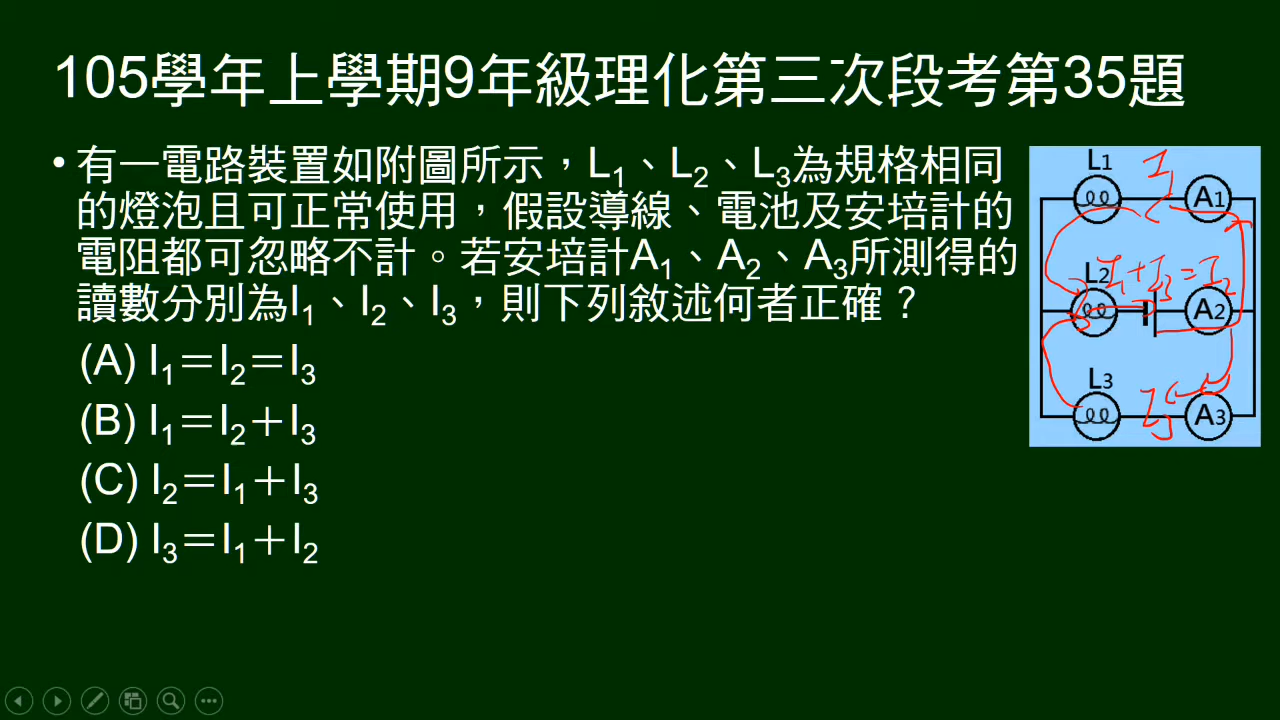 105學年上學期9年級理化第三次段考第35題
• 有一電路裝置如附圖所示，L₁、L₂、L₃為規格相同
的燈泡且可正常使用，假設導線、電池及安培計的
電阻都可忽略不計。若安培計A₁、A₂、A₃所測得的
讀數分別為I₁、I₂、I₃，則下列敘述何者正確？
(A) I₁＝I₂＝I₃
(B) I₁＝I₂＋I₃
(C) I₂＝I₁＋I₃
(D) I₃＝I₁＋I₂
L1 I₁ A1
L2 I₁+I₃=I₂ A2
L3 I₃ A3